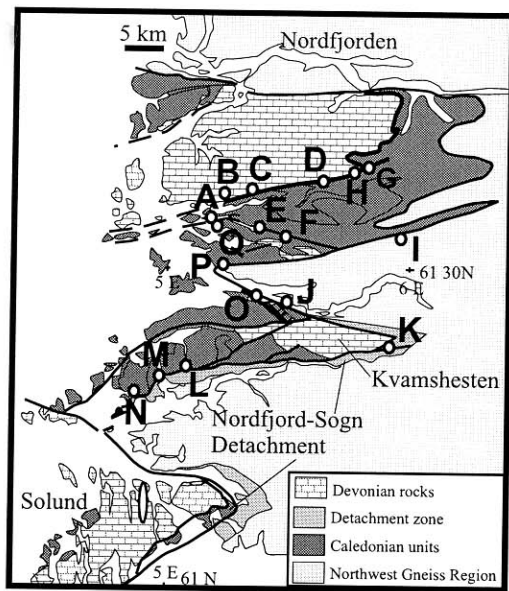 5 km
Nordfjorden
B
C
D
H
G
A
E
F
Q
I
P
5 E
61 30N
6 E
O
J
K
M
L
Kvamshesten
N
Nordfjord-Sogn
Detachment
Solund
Devonian rocks
Detachment zone
Caledonian units
Northwest Gneiss Region
5 E
61 N